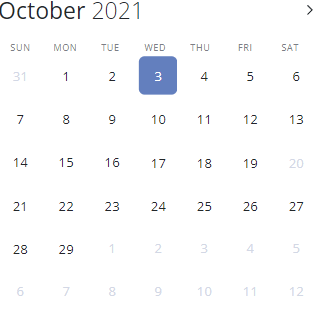 October 2021
SUN MON TUE WED THU FRI SAT
31 1 2 3 4 5 6
7 8 9 10 11 12 13
14 15 16 17 18 19 20
21 22 23 24 25 26 27
28 29 1 2 3 4 5
6 7 8 9 10 11 12